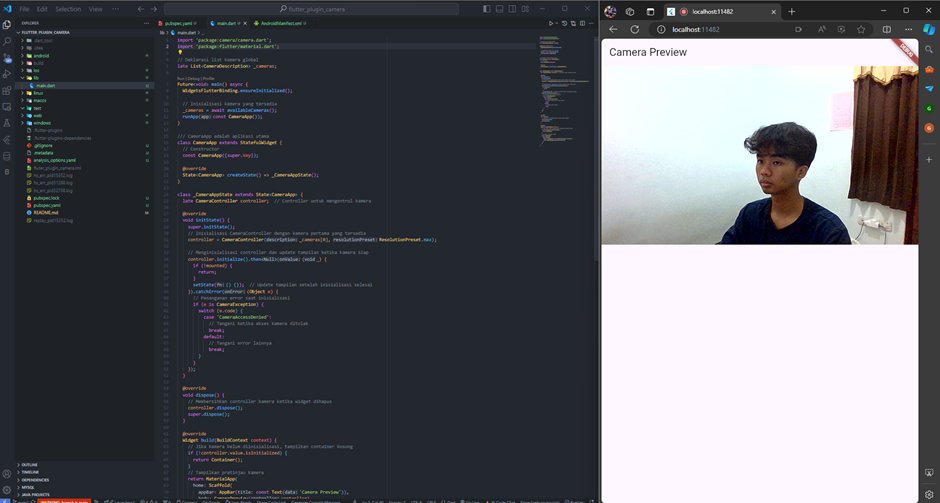 File Edit Selection View ...
flutter_plugin_camera
EXPLORER
FLUTTER_PLUGIN_CAMERA
.dart_tool
.idea
android
build
ios
lib
main.dart
linux
macos
test
web
windows
.flutter-plugins
.flutter-plugins-dependencies
.gitignore
.metadata
analysis_options.yaml
flutter_plugin_camera.iml
pubspec.lock
pubspec.yaml
README.md
OUTLINE
TIMELINE
DEPENDENCIES
MYSQL
JAVA PROJECTS
pubspec.yaml U
main.dart U
AndroidManifest.xml U
lib > main.dart > ...
import 'package:camera/camera.dart';
import 'package:flutter/material.dart';
// Deklarasi list kamera global
late List<CameraDescription> _cameras;
Run | Debug | Profile
Future<void> main() async {
WidgetsFlutterBinding.ensureInitialized();
// Inisialisasi kamera yang tersedia
_cameras = await availableCameras();
runApp(app: const CameraApp());
}
/// CameraApp adalah aplikasi utama
class CameraApp extends StatefulWidget {
// Constructor
const CameraApp({super.key});
@override
State<CameraApp> createState() => _CameraAppState();
}
class _CameraAppState extends State<CameraApp> {
late CameraController controller; // Controller untuk mengontrol kamera
@override
void initState() {
super.initState();
// Inisialisasi CameraController dengan kamera pertama yang tersedia
controller = CameraController(description: _cameras[0], resolutionPreset: ResolutionPreset.max);
// Menginisialisasi controller dan update tampilan ketika kamera siap
controller.initialize().then<Null>(onValue: (void _) {
if (!mounted) {
return;
}
setState(fn: () {}); // Update tampilan setelah inisialisasi selesai
}).catchError(onError: (Object e) {
// Penanganan error saat inisialisasi
if (e is CameraException) {
switch (e.code) {
case 'CameraAccessDenied':
// Tangani ketika akses kamera ditolak
break;
default:
// Tangani error lainnya
break;
}
}
});
}
@override
void dispose() {
// Membersihkan controller kamera ketika widget dihapus
controller.dispose();
super.dispose();
}
@override
Widget build(BuildContext context) {
// Jika kamera belum diinisialisasi, tampilkan container kosong
if (!controller.value.isInitialized) {
return Container();
}
// Tampilkan pratinjau kamera
return MaterialApp(
home: Scaffold(
appBar: AppBar(title: const Text(data: 'Camera Preview')),
localhost:11482
localhost:11482
Camera Preview
DEBUG